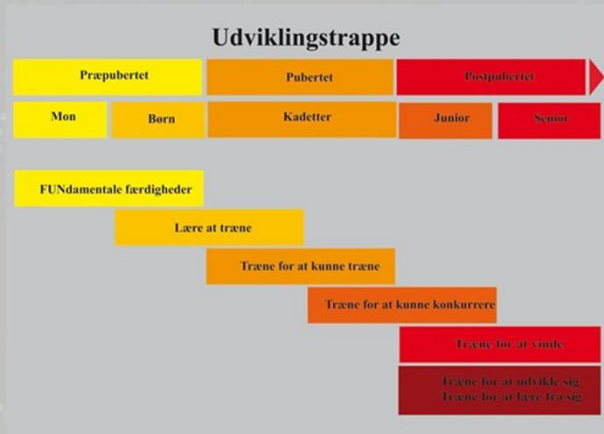 Udviklingstrappe
Præpubertet
Pubertet
Postpubertet
Mon
Børn
Kadetter
Junior
Senior
FUNdamentale færdigheder
Lære at træne
Træne for at kunne træne
Træne for at kunne konkurrere
Træne for at vinde
Træne for at udvikle sig
Træne for at lære fra sig